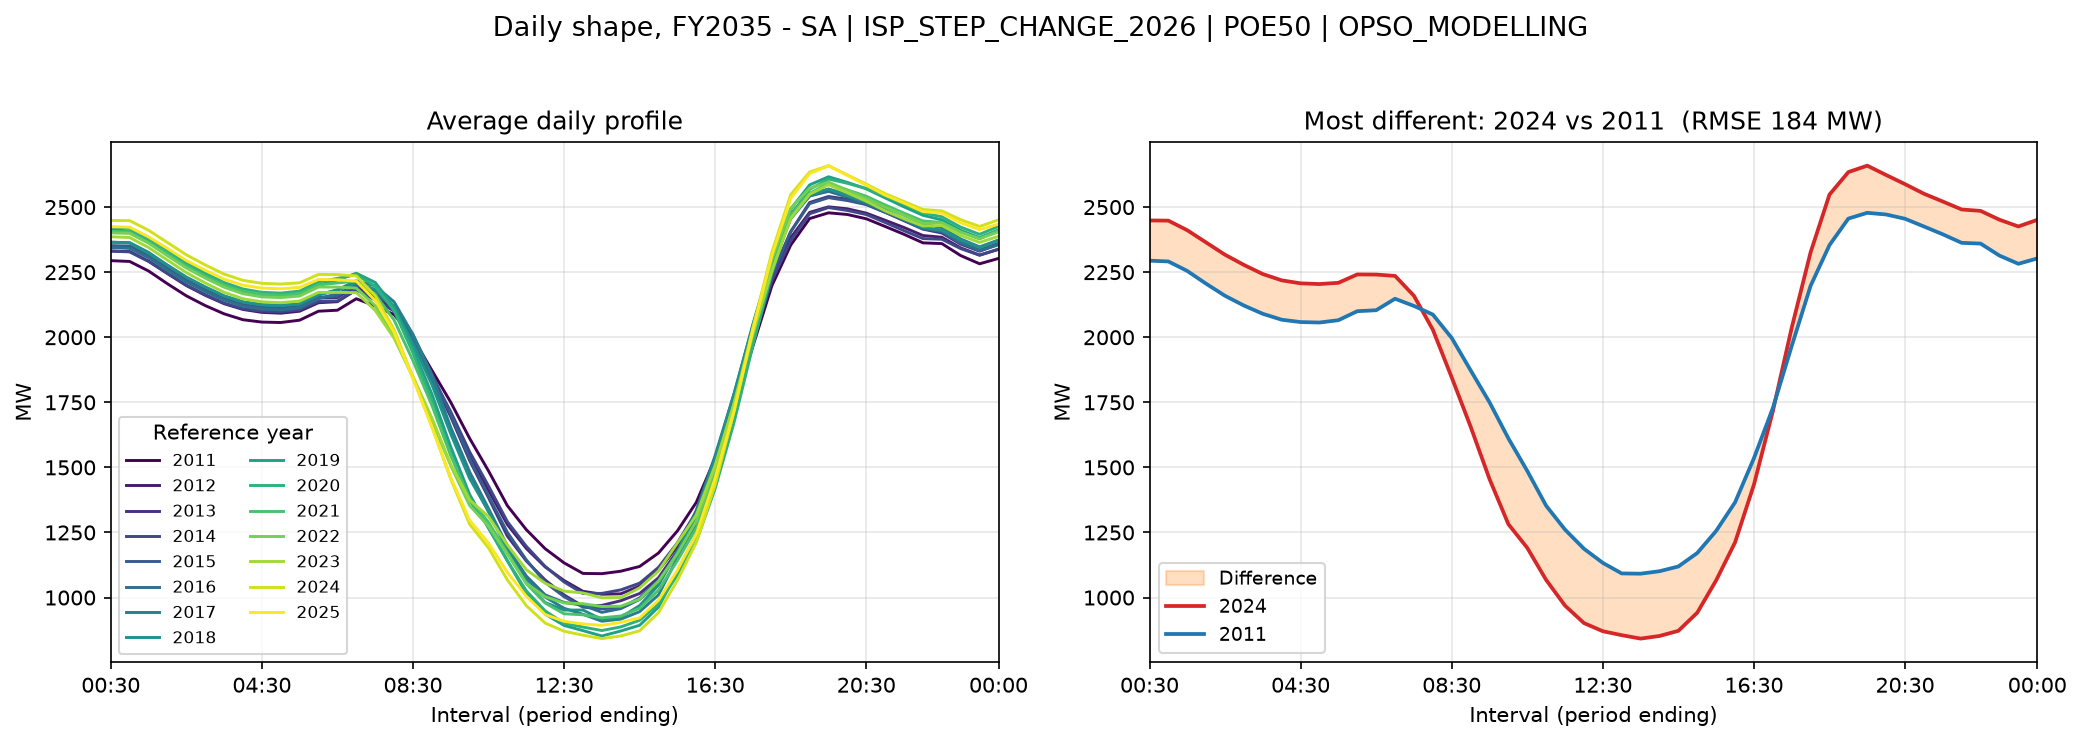 Daily shape, FY2035 - SA | ISP_STEP_CHANGE_2026 | POE50 | OPSO_MODELLING
Average daily profile
MW
2500
2250
2000
1750
1500
1250
1000
Reference year
2011 2019
2012 2020
2013 2021
2014 2022
2015 2023
2016 2024
2017 2025
2018
00:30 04:30 08:30 12:30 16:30 20:30 00:00
Interval (period ending)
Most different: 2024 vs 2011 (RMSE 184 MW)
MW
2500
2250
2000
1750
1500
1250
1000
Difference
2024
2011
00:30 04:30 08:30 12:30 16:30 20:30 00:00
Interval (period ending)